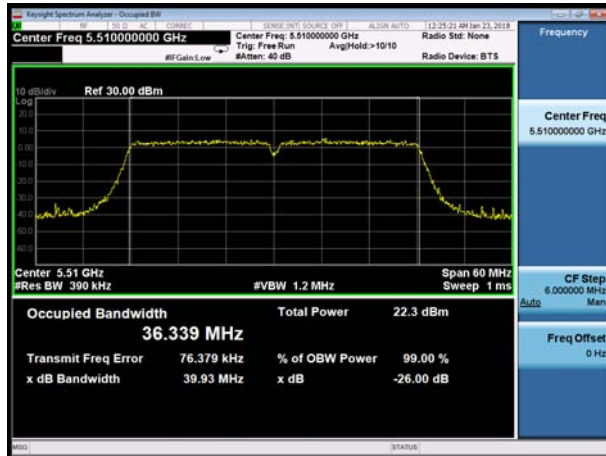 Keysight Spectrum Analyzer - Occupied BW
RF 50 Ω AC CORREC SENSE:INT SOURCE OFF ALIGN AUTO 12:25:21 AM Jan 23, 2018
Center Freq 5.510000000 GHz
Center Freq: 5.510000000 GHz
Radio Std: None
Trig: Free Run Avg|Hold:>10/10
#IFGain:Low #Atten: 40 dB Radio Device: BTS
10 dB/div Ref 30.00 dBm
Log
20.0
10.0
0.00
10.0
20.0
30.0
40.0
50.0
60.0
Center 5.51 GHz Span 60 MHz
#Res BW 390 kHz #VBW 1.2 MHz Sweep 1 ms
Occupied Bandwidth Total Power 22.3 dBm
36.339 MHz
Transmit Freq Error 76.379 kHz % of OBW Power 99.00 %
x dB Bandwidth 39.93 MHz x dB -26.00 dB
MSG STATUS
Frequency
Center Freq
5.510000000 GHz
CF Step
6.000000 MHz
Auto Man
Freq Offset
0 Hz